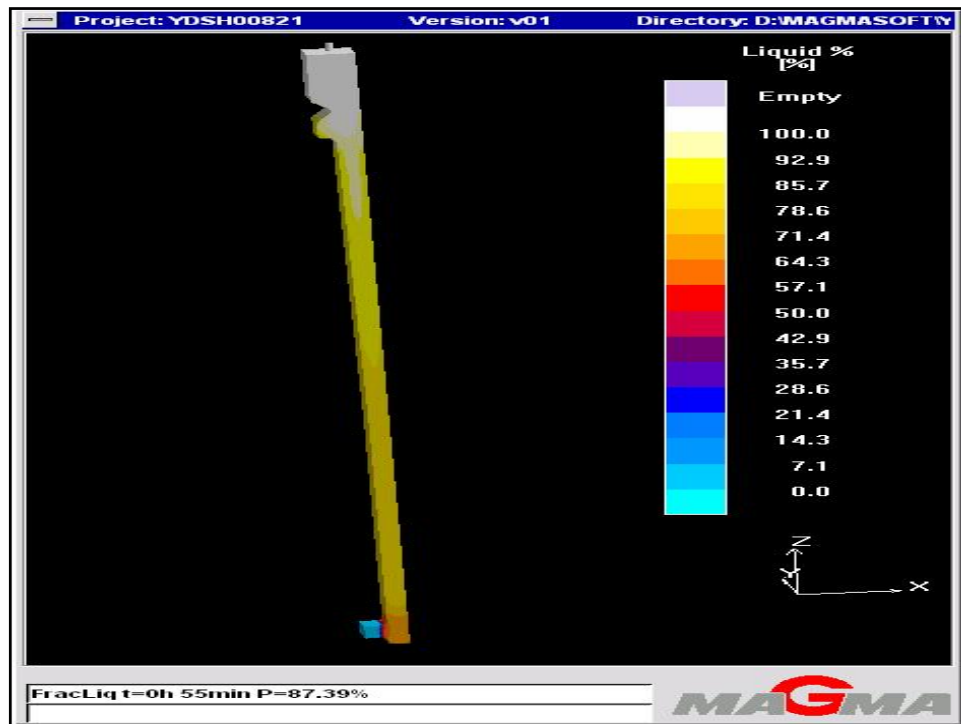 Project: YDSH00821 Version: v01 Directory: D:\MAGMASOFT\Y
Liquid %
[%]
Empty
100.0
92.9
85.7
78.6
71.4
64.3
57.1
50.0
42.9
35.7
28.6
21.4
14.3
7.1
0.0
Z
Y
X
FracLiq t=0h 55min P=87.39%
MAGMA